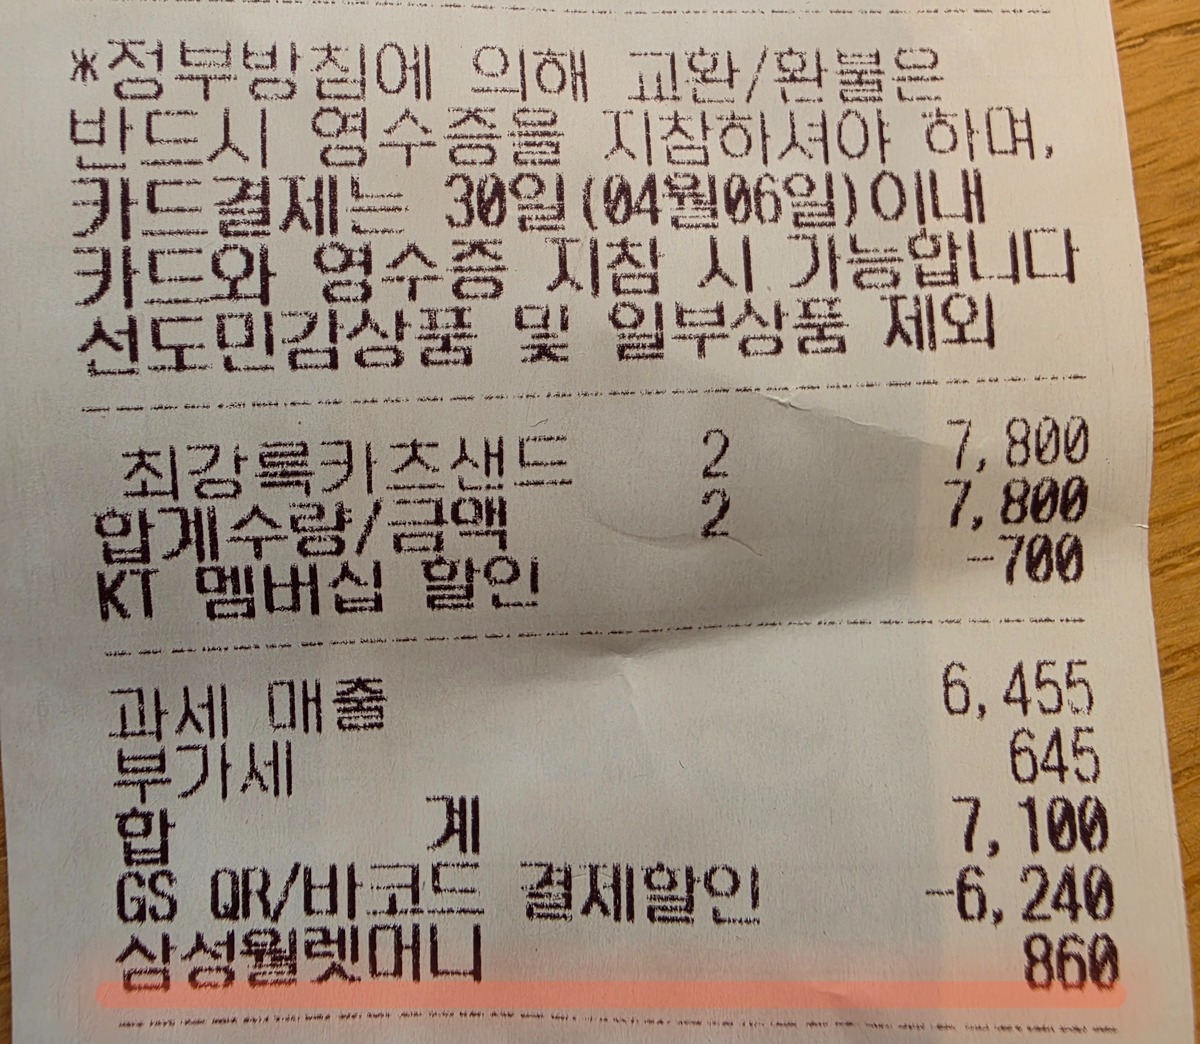 *정부방침에 의해 교환/환불은
반드시 영수증을 지참하셔야 하며,
카드결제는 30일(04월06일)이내
카드와 영수증 지참 시 가능합니다
선도민감상품 및 일부상품 제외
최강록카츠샌드 2 7,800
합계수량/금액 2 7,800
KT 멤버십 할인 -700
과세 매출 6,455
부가세 645
합 계 7,100
GS QR/바코드 결제할인 -6,240
삼성월렛머니 860